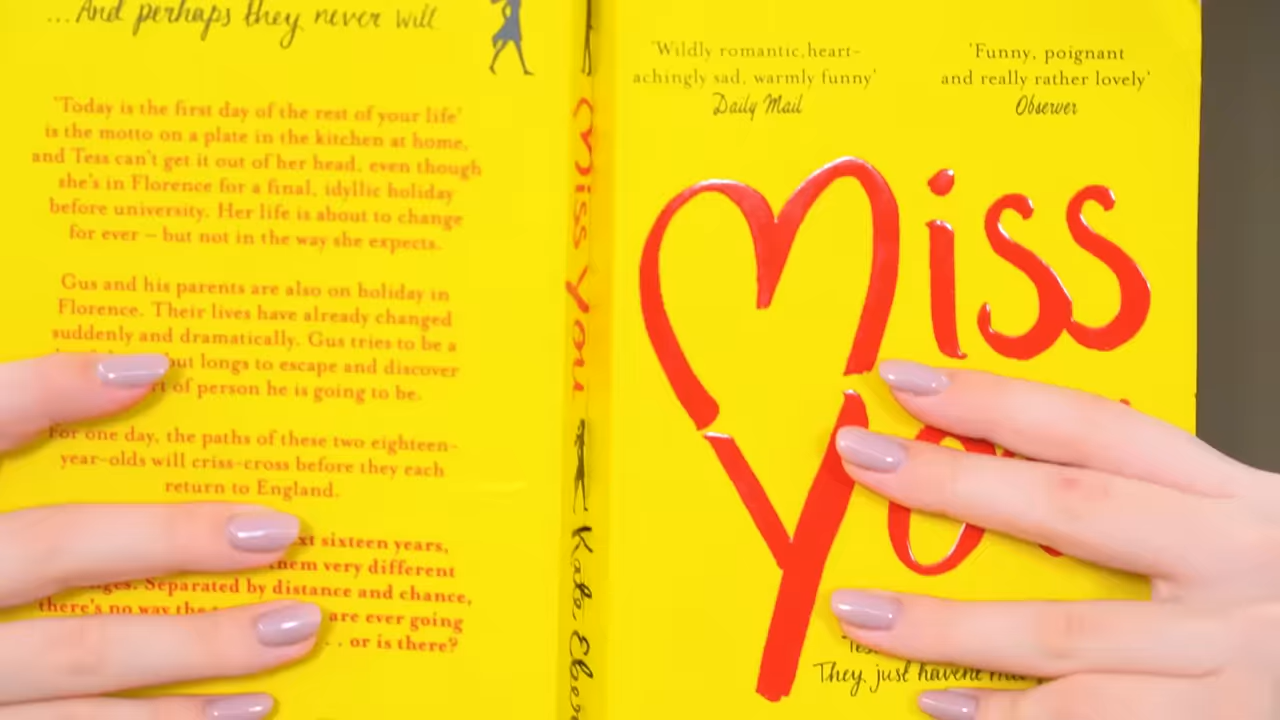 ...And perhaps they never will
'Today is the first day of the rest of your life'
is the motto on a plate in the kitchen at home,
and Tess can't get it out of her head, even though
she's in Florence for a final, idyllic holiday
before university. Her life is about to change
for ever – but not in the way she expects.
Gus and his parents are also on holiday in
Florence. Their lives have already changed
suddenly and dramatically. Gus tries to be a
but longs to escape and discover
of person he is going to be.
For one day, the paths of these two eighteen-
year-olds will criss-cross before they each
return to England.
sixteen years,
them very different
Separated by distance and chance,
there's no way the are ever going
. . or is there?
Miss You
Kate Eber
'Wildly romantic, heart-
achingly sad, warmly funny'
Daily Mail
'Funny, poignant
and really rather lovely'
Observer
Miss
You
They just haven't